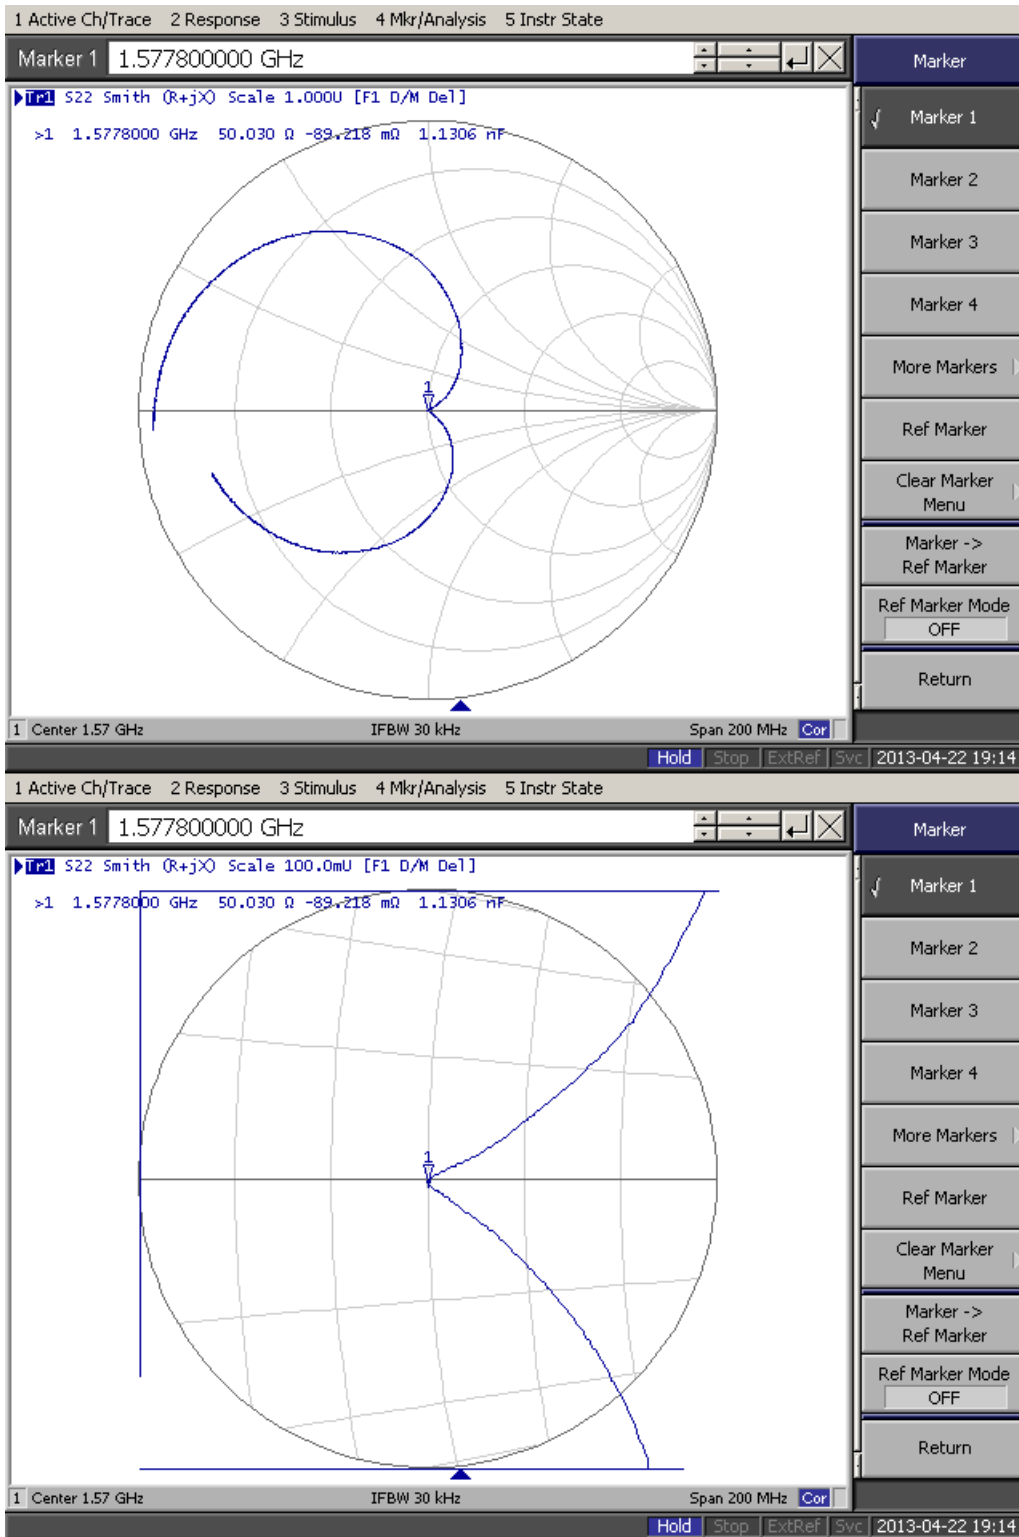 1 Active Ch/Trace 2 Response 3 Stimulus 4 Mkr/Analysis 5 Instr State
Marker 1 1.577800000 GHz
Marker
Tr1 S22 Smith (R+jX) Scale 1.000U [F1 D/M Del]
>1 1.5778000 GHz 50.030 Ω -89.218 mΩ 1.1306 nF
1
Marker 1
Marker 2
Marker 3
Marker 4
More Markers
Ref Marker
Clear Marker
Menu
Marker ->
Ref Marker
Ref Marker Mode
OFF
Return
1 Center 1.57 GHz IFBW 30 kHz Span 200 MHz Cor
Hold Stop ExtRef Svc 2013-04-22 19:14
1 Active Ch/Trace 2 Response 3 Stimulus 4 Mkr/Analysis 5 Instr State
Marker 1 1.577800000 GHz
Marker
Tr1 S22 Smith (R+jX) Scale 100.0mU [F1 D/M Del]
>1 1.5778000 GHz 50.030 Ω -89.218 mΩ 1.1306 nF
1
Marker 1
Marker 2
Marker 3
Marker 4
More Markers
Ref Marker
Clear Marker
Menu
Marker ->
Ref Marker
Ref Marker Mode
OFF
Return
1 Center 1.57 GHz IFBW 30 kHz Span 200 MHz Cor
Hold Stop ExtRef Svc 2013-04-22 19:14